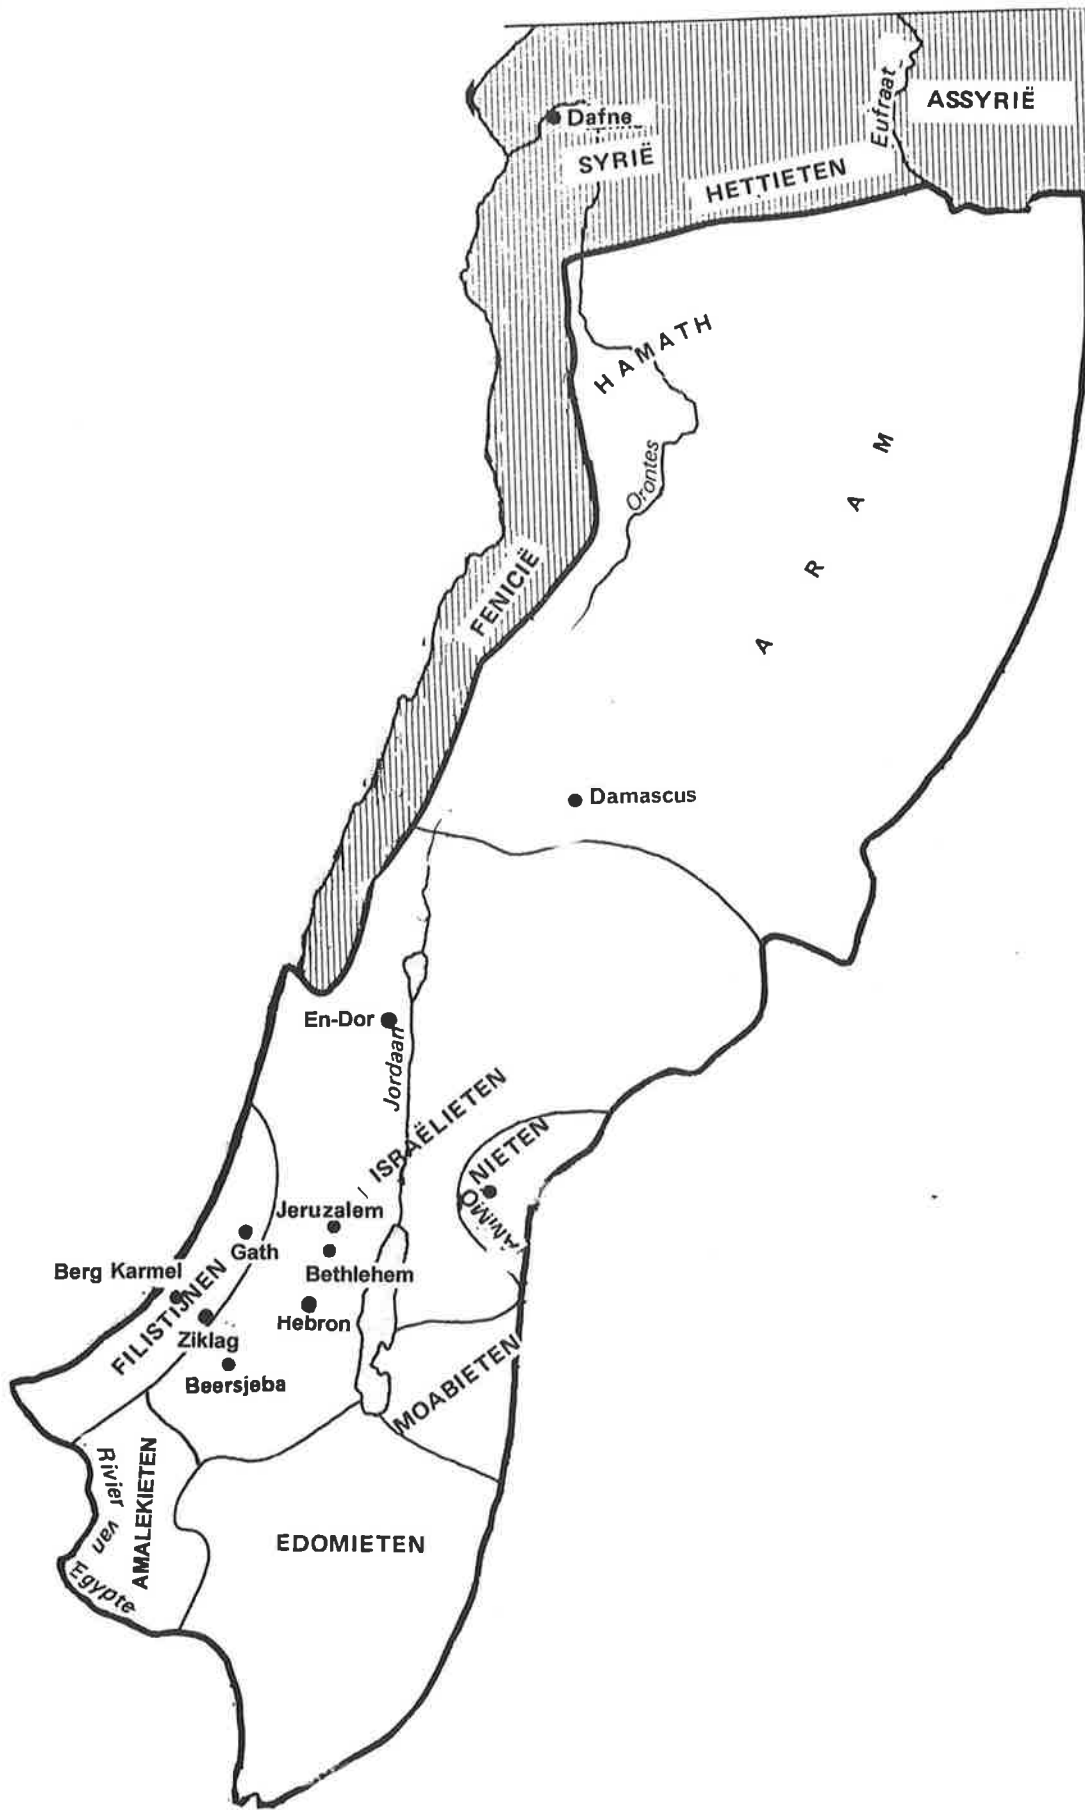 Eufraat
ASSYRIË
Dafne
SYRIË
HETTIETEN
HAMATH
ARAM
Orontes
FENICIË
Damascus
En-Dor
Jordaan
ISRAËLIETEN
AMMONIETEN
Jeruzalem
Gath
Bethlehem
Berg Karmel
FILISTIJNEN
Hebron
Ziklag
Beersjeba
MOABIETEN
Rivier van
Egypte
AMALEKIETEN
EDOMIETEN